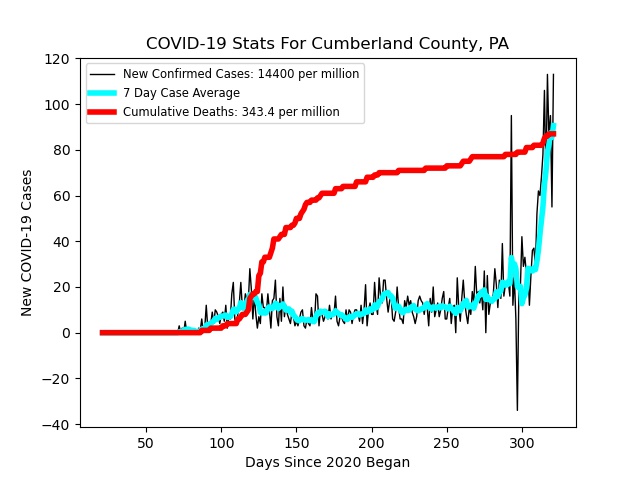 COVID-19 Stats For Cumberland County, PA
New Confirmed Cases: 14400 per million
7 Day Case Average
Cumulative Deaths: 343.4 per million
New COVID-19 Cases
120
100
80
60
40
20
0
−20
−40
50 100 150 200 250 300
Days Since 2020 Began